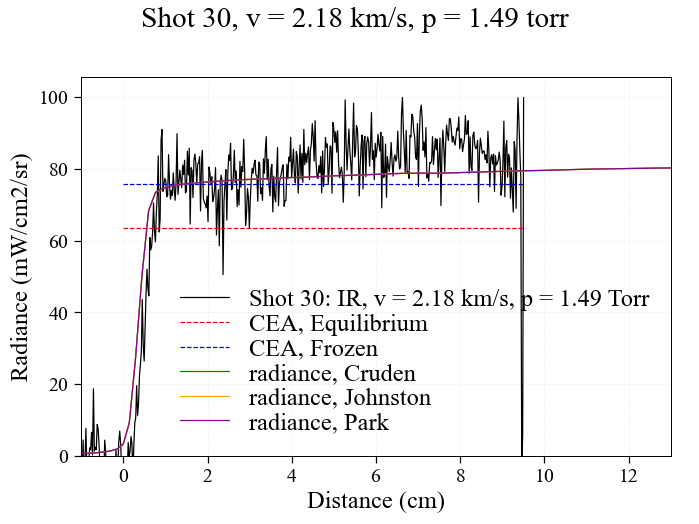 Shot 30, v = 2.18 km/s, p = 1.49 torr
Radiance (mW/cm2/sr)
100
80
60
40
20
0
Shot 30: IR, v = 2.18 km/s, p = 1.49 Torr
CEA, Equilibrium
CEA, Frozen
radiance, Cruden
radiance, Johnston
radiance, Park
0 2 4 6 8 10 12
Distance (cm)